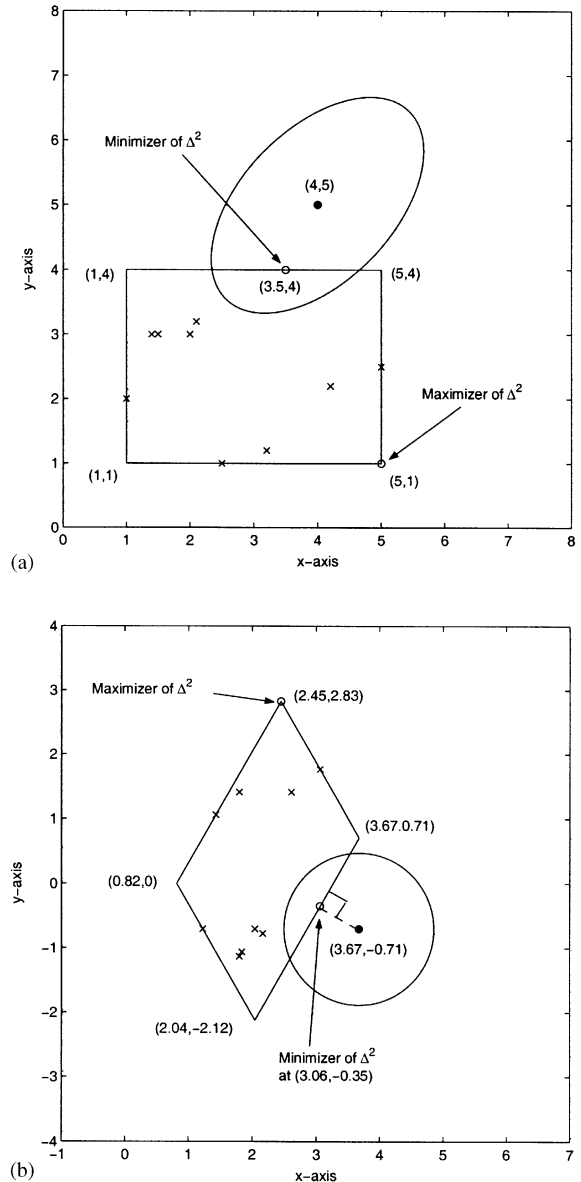 8
7
6
5
4
3
2
1
0
y-axis
Minimizer of Δ²
(4,5)
(1,4)
(3.5,4)
(5,4)
Maximizer of Δ²
(1,1)
(5,1)
0 1 2 3 4 5 6 7 8
(a)
x-axis
4
3
2
1
0
−1
−2
−3
−4
y-axis
Maximizer of Δ²
(2.45,2.83)
(3.67.0.71)
(0.82,0)
(3.67,−0.71)
(2.04,−2.12)
Minimizer of Δ²
at (3.06,−0.35)
−1 0 1 2 3 4 5 6 7
(b)
x-axis